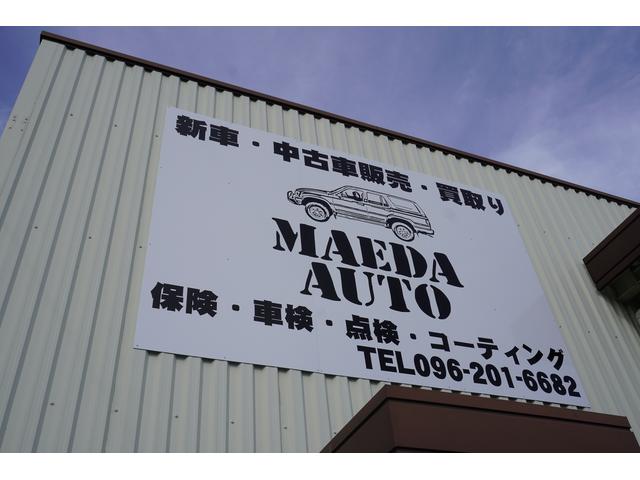 新車・中古車販売・買取り
MAEDA
AUTO
保険・車検・点検・コーティング
TEL096-201-6682